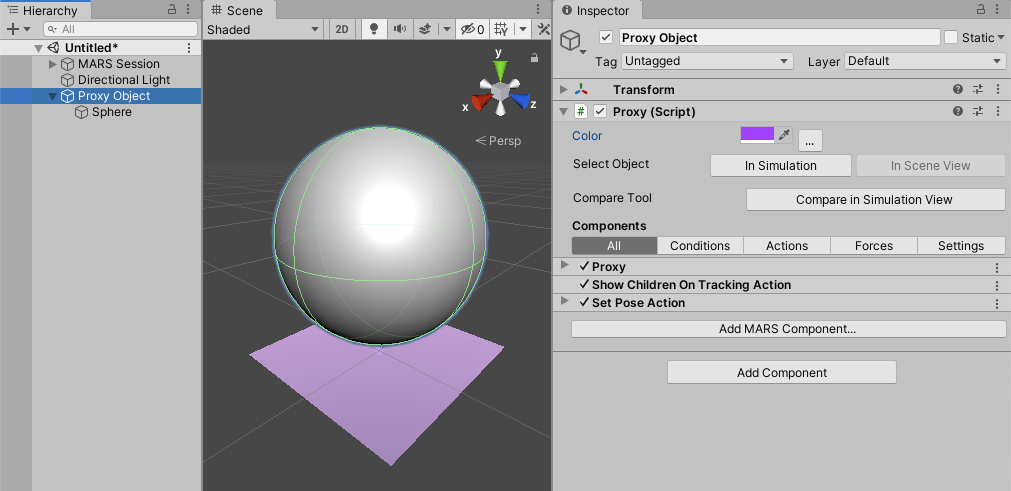 Hierarchy
All
Untitled*
MARS Session
Directional Light
Proxy Object
Sphere
Scene
Shaded
2D
0
y
x
z
Persp
Inspector
Proxy Object
Static
Tag Untagged Layer Default
Transform
# Proxy (Script)
Color ...
Select Object In Simulation In Scene View
Compare Tool Compare in Simulation View
Components
All Conditions Actions Forces Settings
Proxy
Show Children On Tracking Action
Set Pose Action
Add MARS Component...
Add Component